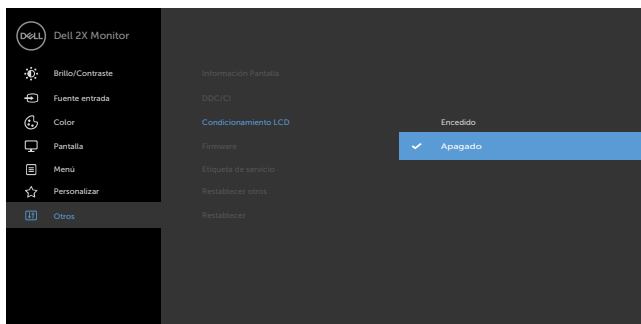 DELL Dell 2X Monitor
Brillo/Contraste
Fuente entrada
Color
Pantalla
Menú
Personalizar
Otros
Información Pantalla
DDC/CI
Condicionamiento LCD
Firmware
Etiqueta de servicio
Restablecer otros
Restablecer
Encedido
Apagado